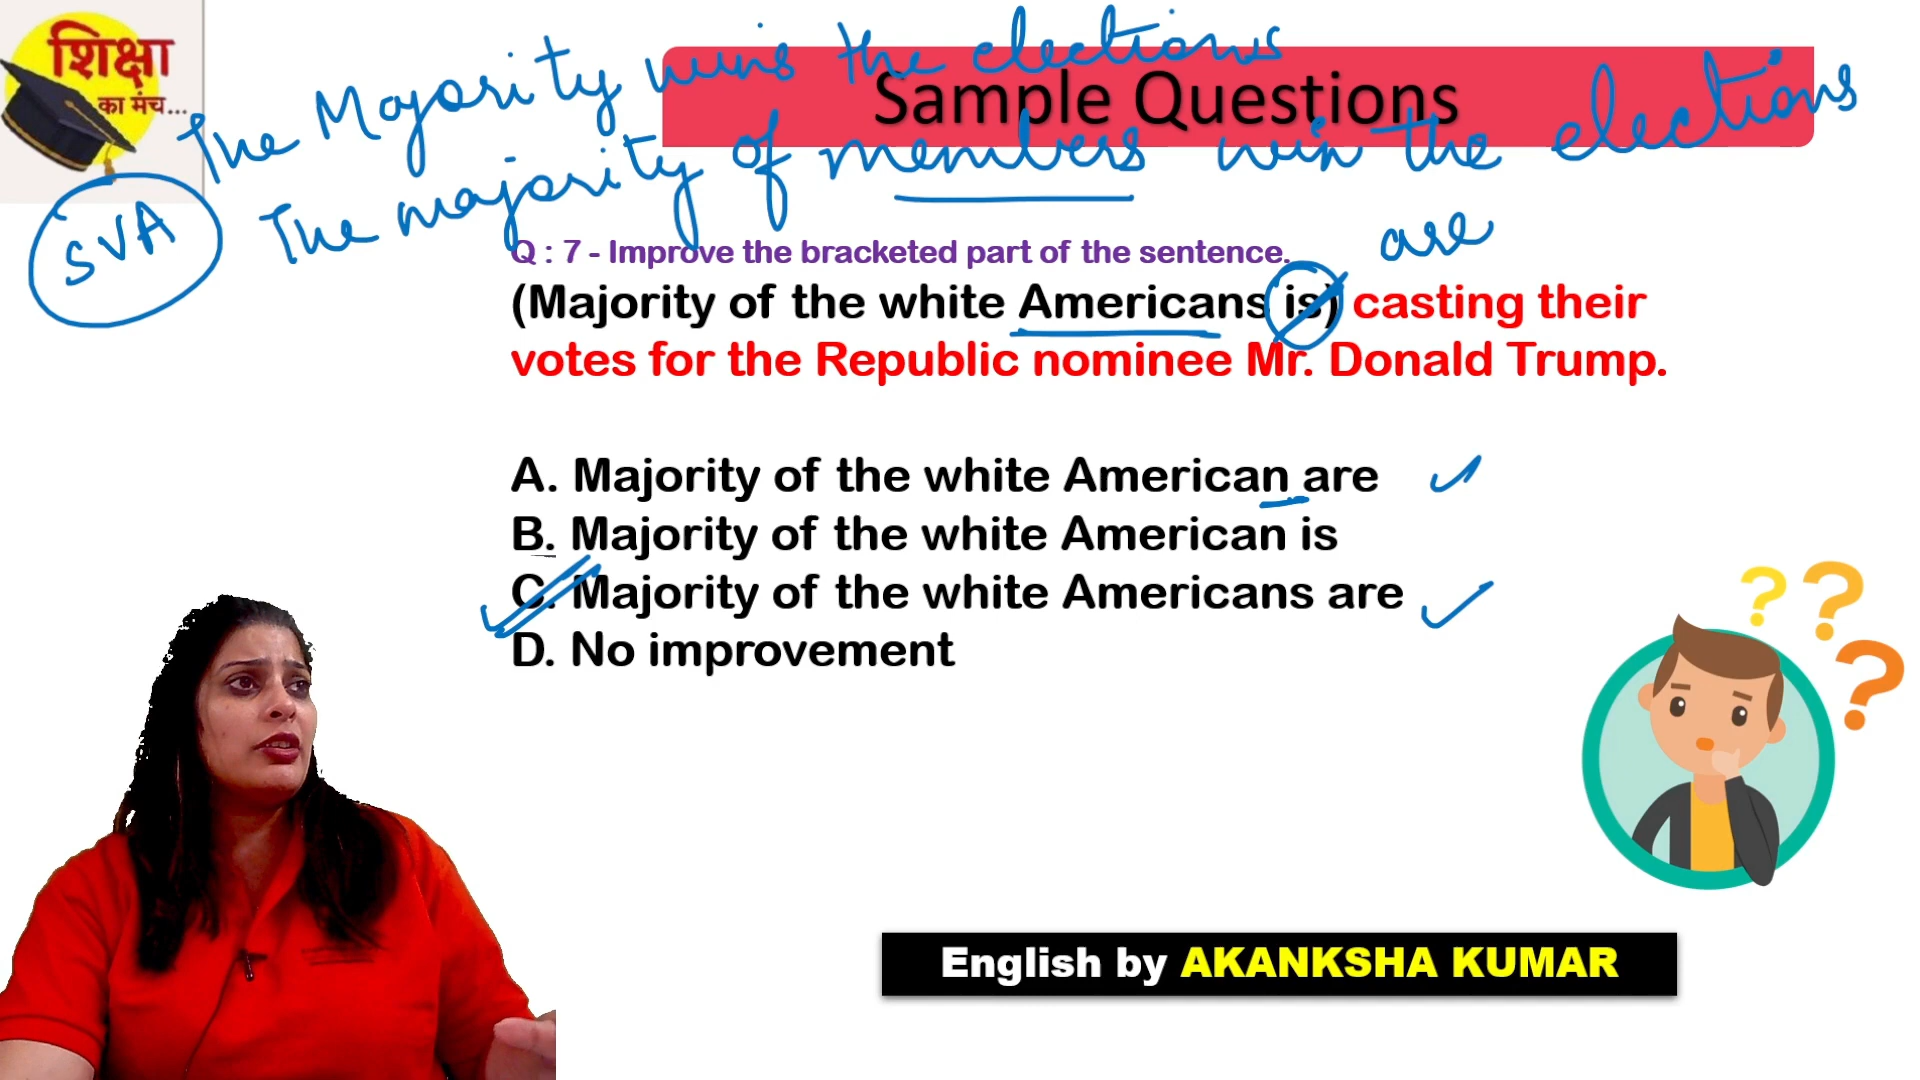 शिक्षा
का मंच...
The Majority wins the elections
Sample Questions
The majority of members win the elections
SVA
are
Q : 7 - Improve the bracketed part of the sentence.
(Majority of the white Americans is) casting their
votes for the Republic nominee Mr. Donald Trump.
A. Majority of the white American are
B. Majority of the white American is
C. Majority of the white Americans are
D. No improvement
? ? ?
English by AKANKSHA KUMAR